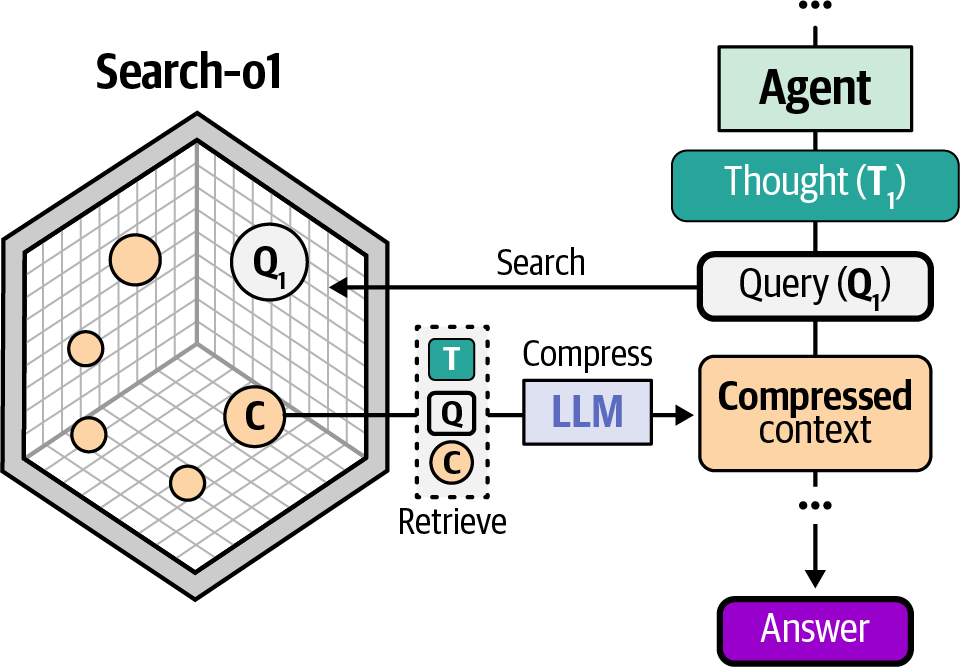 Search-o1
...
Agent
Thought (T1)
Search
Query (Q1)
Q1
T
Compress
Q
LLM
Compressed
context
C
C
Retrieve
...
Answer